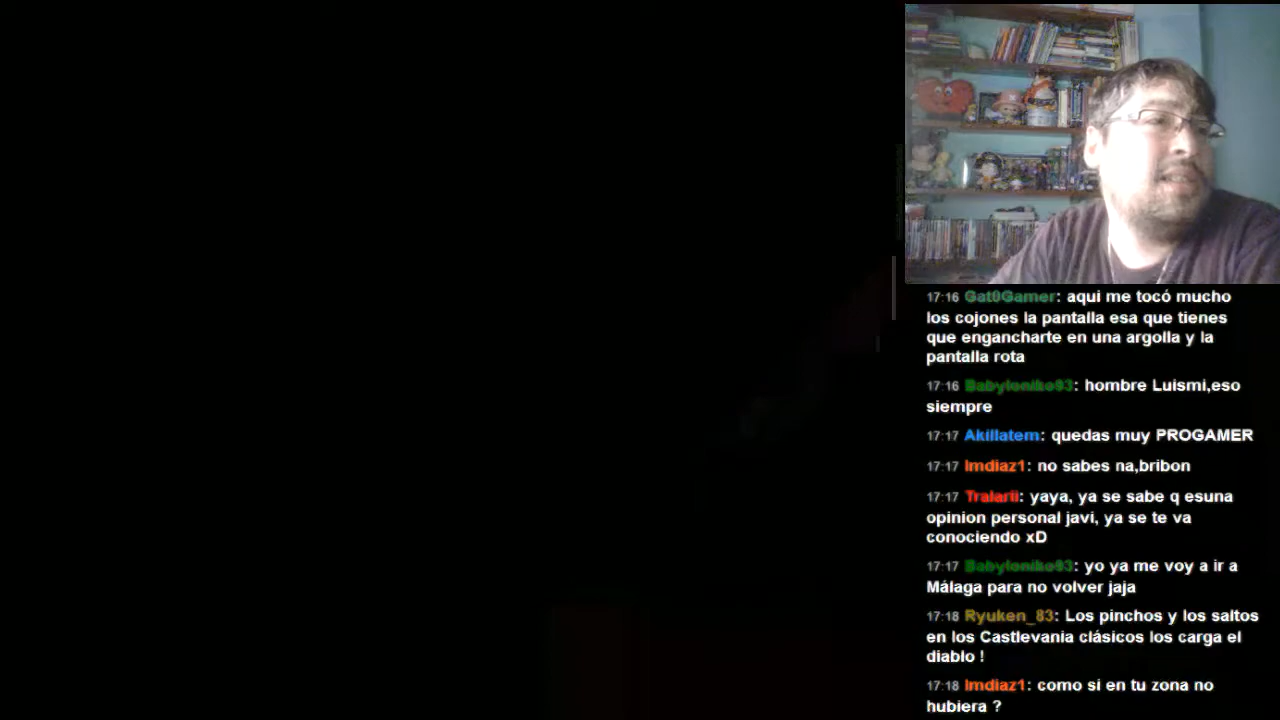 17:16 Gat0Gamer: aqui me tocó mucho
los cojones la pantalla esa que tienes
que engancharte en una argolla y la
pantalla rota
17:16 Babyloniko93: hombre Luismi,eso
siempre
17:17 Akillatem: quedas muy PROGAMER
17:17 lmdiaz1: no sabes na,bribon
17:17 Tralarii: yaya, ya se sabe q esuna
opinion personal javi, ya se te va
conociendo xD
17:17 Babyloniko93: yo ya me voy a ir a
Málaga para no volver jaja
17:18 Ryuken_83: Los pinchos y los saltos
en los Castlevania clásicos los carga el
diablo !
17:18 lmdiaz1: como si en tu zona no
hubiera ?